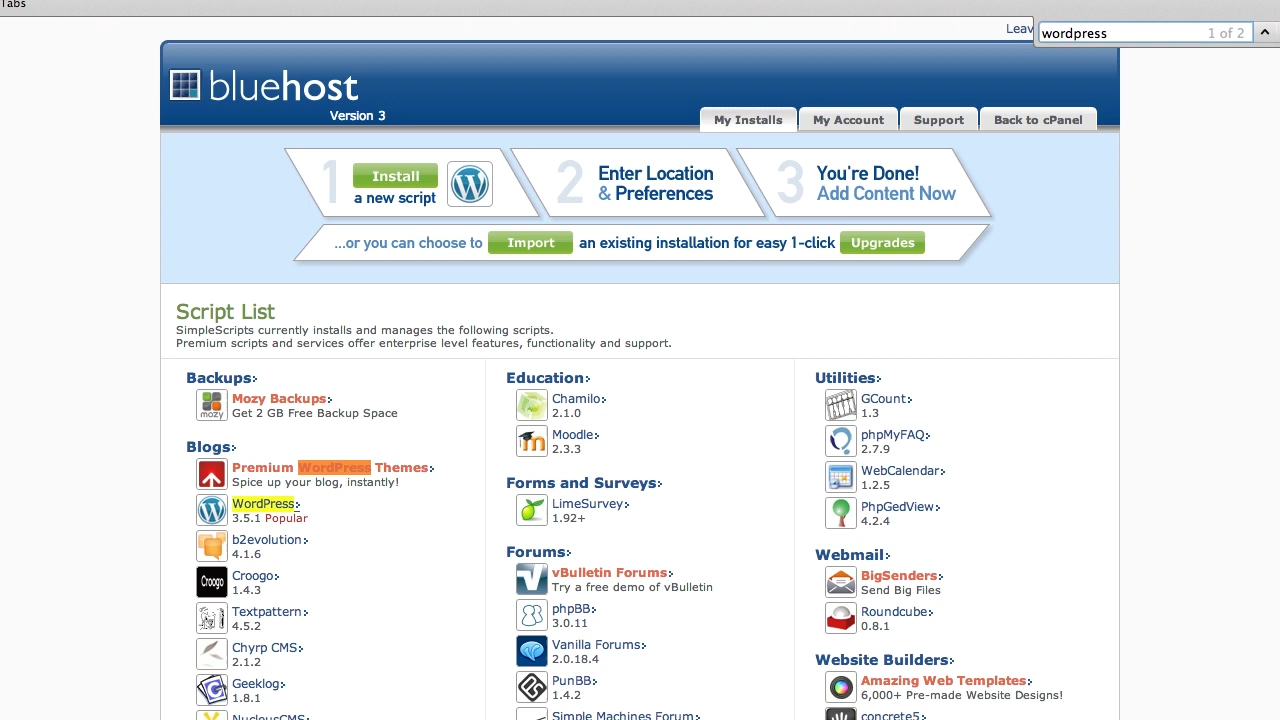 Tabs
Leav
wordpress 1 of 2
bluehost
Version 3
My Installs My Account Support Back to cPanel
1 Install a new script
2 Enter Location & Preferences
3 You're Done! Add Content Now
...or you can choose to Import an existing installation for easy 1-click Upgrades
Script List
SimpleScripts currently installs and manages the following scripts.
Premium scripts and services offer enterprise level features, functionality and support.
Backups
mozy
Mozy Backups
Get 2 GB Free Backup Space
Blogs
Premium WordPress Themes
Spice up your blog, instantly!
WordPress
3.5.1 Popular
b2evolution
4.1.6
Croogo
Croogo
1.4.3
Textpattern
4.5.2
Chyrp CMS
2.1.2
Geeklog
1.8.1
NucleusCMS
Education
Chamilo
2.1.0
Moodle
2.3.3
Forms and Surveys
LimeSurvey
1.92+
Forums
vBulletin Forums
Try a free demo of vBulletin
phpBB
3.0.11
Vanilla Forums
2.0.18.4
PunBB
1.4.2
Simple Machines Forum
Utilities
GCount
1.3
phpMyFAQ
2.7.9
WebCalendar
1.2.5
PhpGedView
4.2.4
Webmail
BigSenders
Send Big Files
Roundcube
0.8.1
Website Builders
Amazing Web Templates
6,000+ Pre-made Website Designs!
concrete5